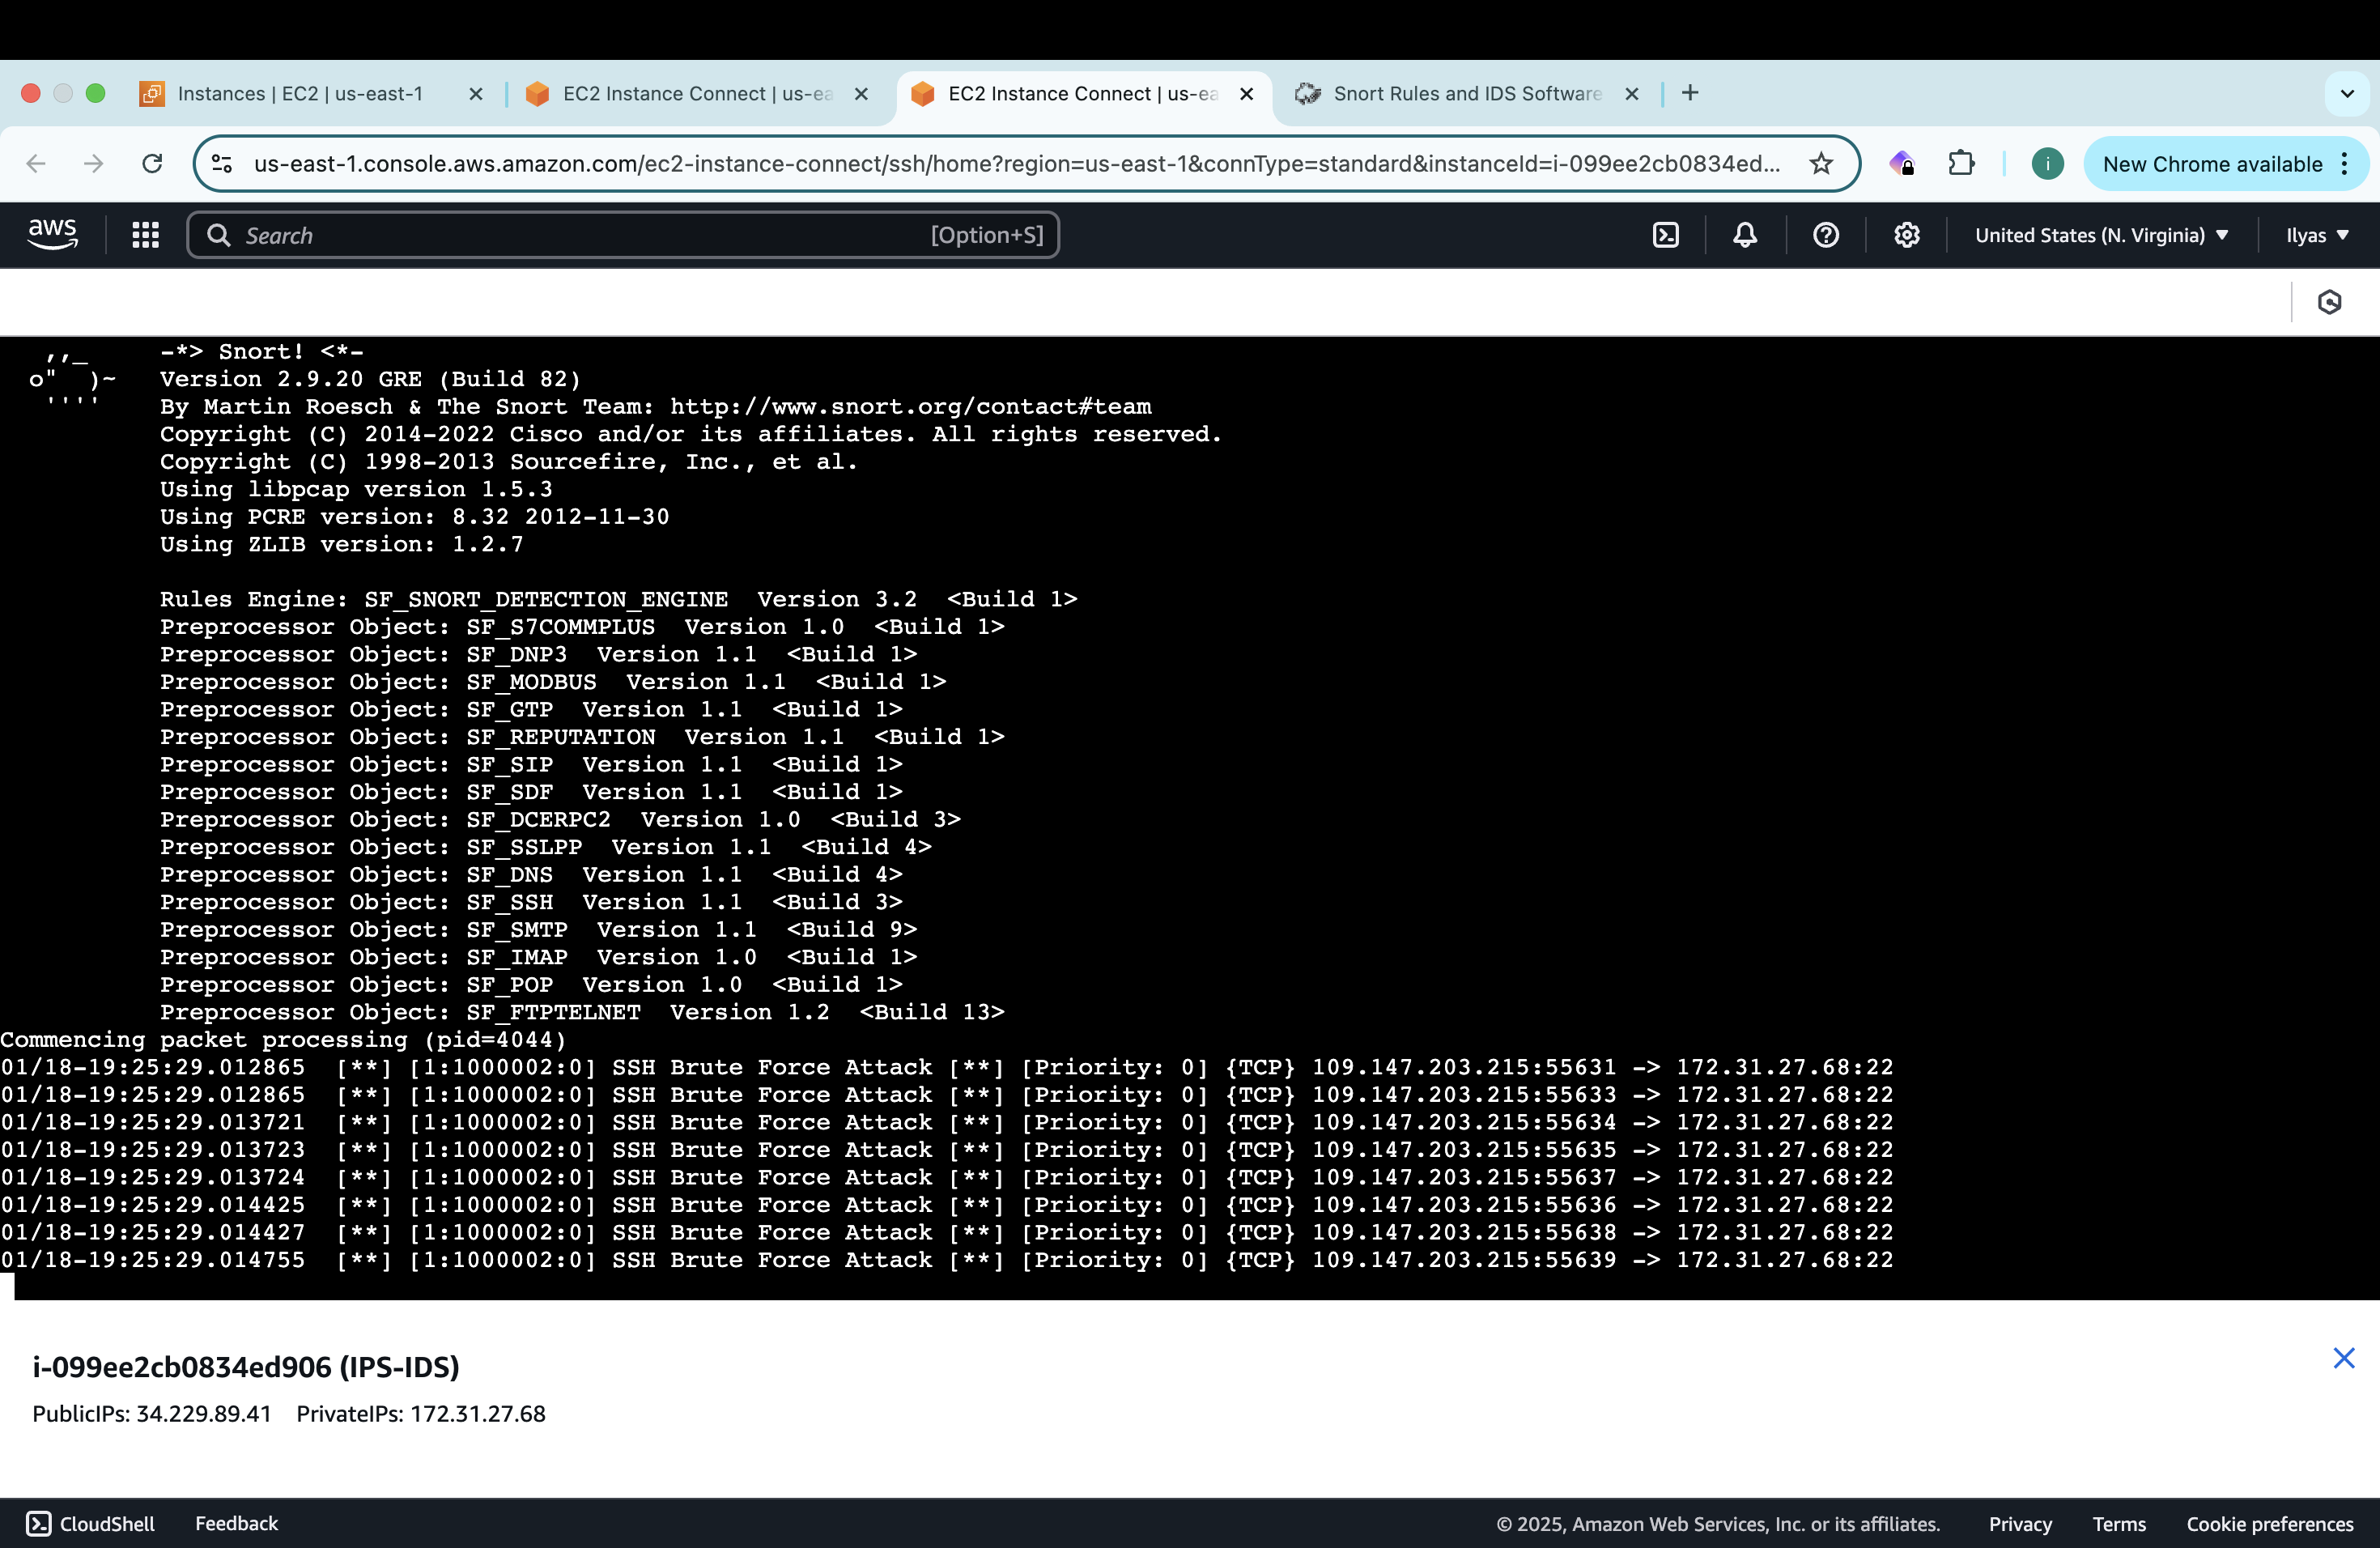 Instances | EC2 | us-east-1
EC2 Instance Connect | us-ea
EC2 Instance Connect | us-ea
Snort Rules and IDS Software
us-east-1.console.aws.amazon.com/ec2-instance-connect/ssh/home?region=us-east-1&connType=standard&instanceId=i-099ee2cb0834ed...
i
New Chrome available
aws
Search
[Option+S]
United States (N. Virginia)
Ilyas
,,_     -*> Snort! <*-
o"  )~   Version 2.9.20 GRE (Build 82)
''''    By Martin Roesch & The Snort Team: http://www.snort.org/contact#team
Copyright (C) 2014-2022 Cisco and/or its affiliates. All rights reserved.
Copyright (C) 1998-2013 Sourcefire, Inc., et al.
Using libpcap version 1.5.3
Using PCRE version: 8.32 2012-11-30
Using ZLIB version: 1.2.7
Rules Engine: SF_SNORT_DETECTION_ENGINE  Version 3.2  <Build 1>
Preprocessor Object: SF_S7COMMPLUS  Version 1.0  <Build 1>
Preprocessor Object: SF_DNP3  Version 1.1  <Build 1>
Preprocessor Object: SF_MODBUS  Version 1.1  <Build 1>
Preprocessor Object: SF_GTP  Version 1.1  <Build 1>
Preprocessor Object: SF_REPUTATION  Version 1.1  <Build 1>
Preprocessor Object: SF_SIP  Version 1.1  <Build 1>
Preprocessor Object: SF_SDF  Version 1.1  <Build 1>
Preprocessor Object: SF_DCERPC2  Version 1.0  <Build 3>
Preprocessor Object: SF_SSLPP  Version 1.1  <Build 4>
Preprocessor Object: SF_DNS  Version 1.1  <Build 4>
Preprocessor Object: SF_SSH  Version 1.1  <Build 3>
Preprocessor Object: SF_SMTP  Version 1.1  <Build 9>
Preprocessor Object: SF_IMAP  Version 1.0  <Build 1>
Preprocessor Object: SF_POP  Version 1.0  <Build 1>
Preprocessor Object: SF_FTPTELNET  Version 1.2  <Build 13>
Commencing packet processing (pid=4044)
01/18-19:25:29.012865  [**] [1:1000002:0] SSH Brute Force Attack [**] [Priority: 0] {TCP} 109.147.203.215:55631 -> 172.31.27.68:22
01/18-19:25:29.012865  [**] [1:1000002:0] SSH Brute Force Attack [**] [Priority: 0] {TCP} 109.147.203.215:55633 -> 172.31.27.68:22
01/18-19:25:29.013721  [**] [1:1000002:0] SSH Brute Force Attack [**] [Priority: 0] {TCP} 109.147.203.215:55634 -> 172.31.27.68:22
01/18-19:25:29.013723  [**] [1:1000002:0] SSH Brute Force Attack [**] [Priority: 0] {TCP} 109.147.203.215:55635 -> 172.31.27.68:22
01/18-19:25:29.013724  [**] [1:1000002:0] SSH Brute Force Attack [**] [Priority: 0] {TCP} 109.147.203.215:55637 -> 172.31.27.68:22
01/18-19:25:29.014425  [**] [1:1000002:0] SSH Brute Force Attack [**] [Priority: 0] {TCP} 109.147.203.215:55636 -> 172.31.27.68:22
01/18-19:25:29.014427  [**] [1:1000002:0] SSH Brute Force Attack [**] [Priority: 0] {TCP} 109.147.203.215:55638 -> 172.31.27.68:22
01/18-19:25:29.014755  [**] [1:1000002:0] SSH Brute Force Attack [**] [Priority: 0] {TCP} 109.147.203.215:55639 -> 172.31.27.68:22
i-099ee2cb0834ed906 (IPS-IDS)
PublicIPs: 34.229.89.41    PrivateIPs: 172.31.27.68
CloudShell
Feedback
© 2025, Amazon Web Services, Inc. or its affiliates.
Privacy
Terms
Cookie preferences